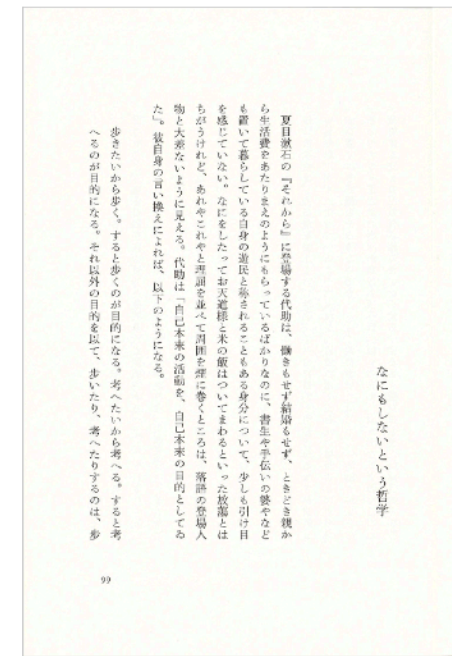 なにもしないという哲学
夏目漱石の『それから』に登場する代助は、働きもせず結婚もせず、ときどき親か
ら生活費をあたりまえのようにもらっているばかりなのに、書生や手伝いの婆やなど
も置いて暮らしている自身の遊民と称されることもある身分について、少しも引け目
を感じていない。なにをしたってお天道様と米の飯はついてまわるといった放蕩とは
ちがうけれど、あれやこれやと理屈を並べて周囲を煙に巻くところは、落語の登場人
物と大差ないように見える。代助は「自己本来の活動を、自己本来の目的としてゐ
た」。彼自身の言い換えによれば、以下のようになる。
歩きたいから歩く。すると歩くのが目的になる。考へたいから考へる。すると考
へるのが目的になる。それ以外の目的を以て、歩いたり、考へたりするのは、歩
99